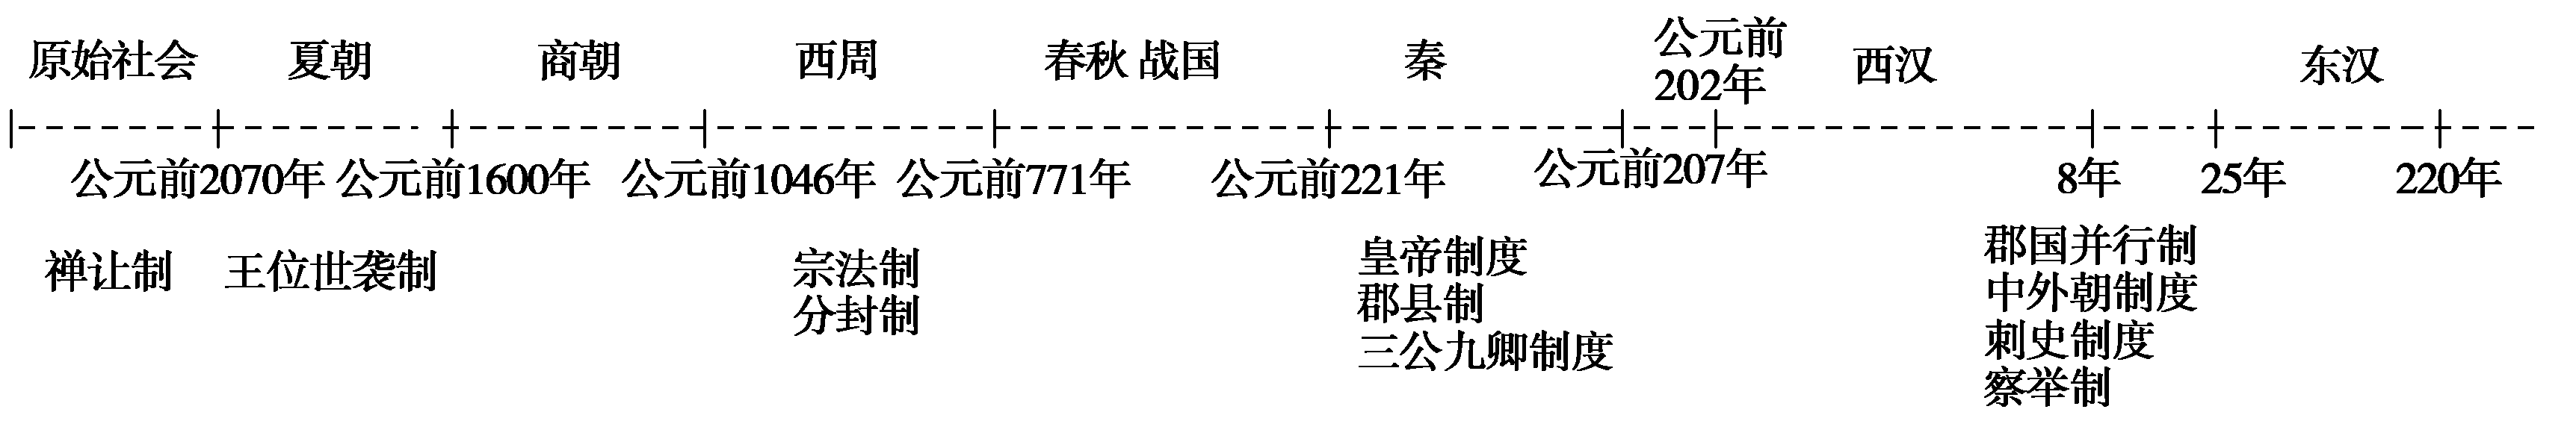 原始社会
夏朝
商朝
西周
春秋 战国
秦
公元前
202年
西汉
东汉
公元前2070年
公元前1600年
公元前1046年
公元前771年
公元前221年
公元前207年
8年
25年
220年
禅让制
王位世袭制
宗法制
分封制
皇帝制度
郡县制
三公九卿制度
郡国并行制
中外朝制度
刺史制度
察举制